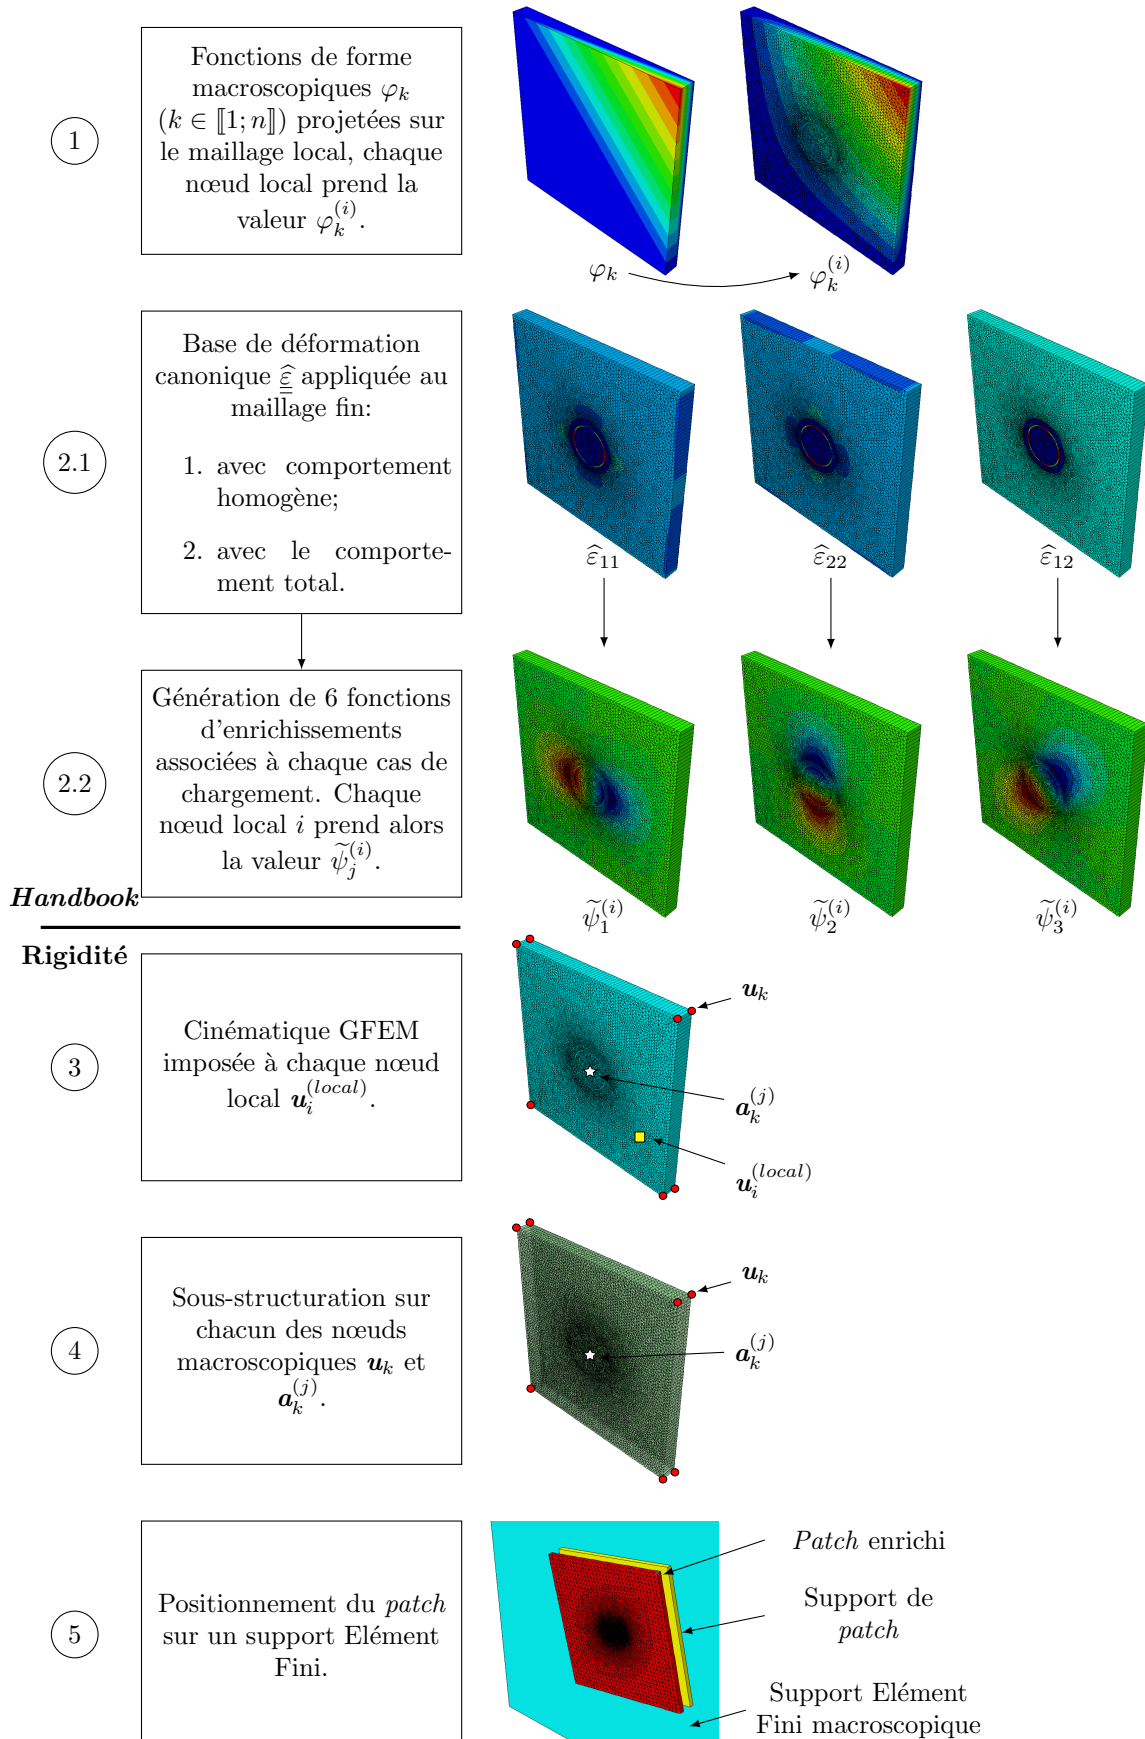 1
Fonctions de forme
macroscopiques φ_k
(k ∈ ⟦1; n⟧) projetées sur
le maillage local, chaque
nœud local prend la
valeur φ_k^(i).
φ_k
φ_k^(i)
2.1
Base de déformation
canonique ε̂ appliquée au
maillage fin:
1. avec comportement
homogène;
2. avec le comporte-
ment total.
ε̂_11
ε̂_22
ε̂_12
2.2
Génération de 6 fonctions
d'enrichissements
associées à chaque cas de
chargement. Chaque
nœud local i prend alors
la valeur ψ̃_j^(i).
ψ̃_1^(i)
ψ̃_2^(i)
ψ̃_3^(i)
Handbook
Rigidité
3
Cinématique GFEM
imposée à chaque nœud
local u_i^(local).
u_k
a_k^(j)
u_i^(local)
4
Sous-structuration sur
chacun des nœuds
macroscopiques u_k et
a_k^(j).
u_k
a_k^(j)
5
Positionnement du patch
sur un support Elément
Fini.
Patch enrichi
Support de
patch
Support Elément
Fini macroscopique